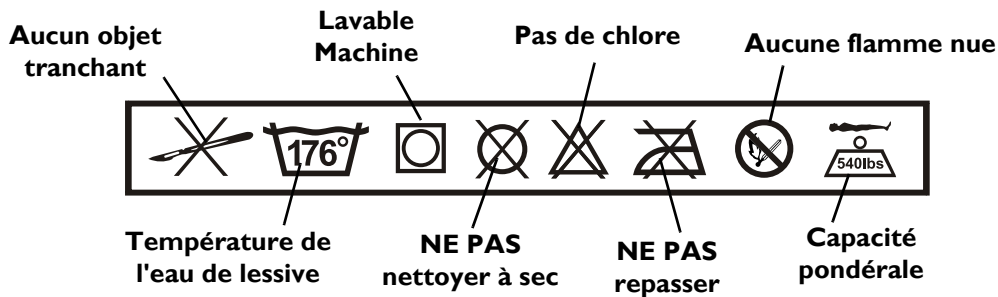 Aucun objet
tranchant
Lavable
Machine
Pas de chlore
Aucune flamme nue
176°
540lbs
Température de
l'eau de lessive
NE PAS
nettoyer à sec
NE PAS
repasser
Capacité
pondérale